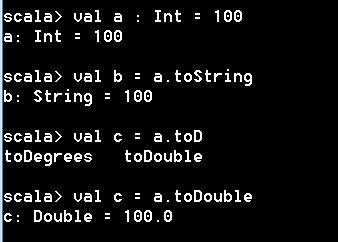 scala> val a : Int = 100
a: Int = 100
scala> val b = a.toString
b: String = 100
scala> val c = a.toD
toDegrees   toDouble
scala> val c = a.toDouble
c: Double = 100.0